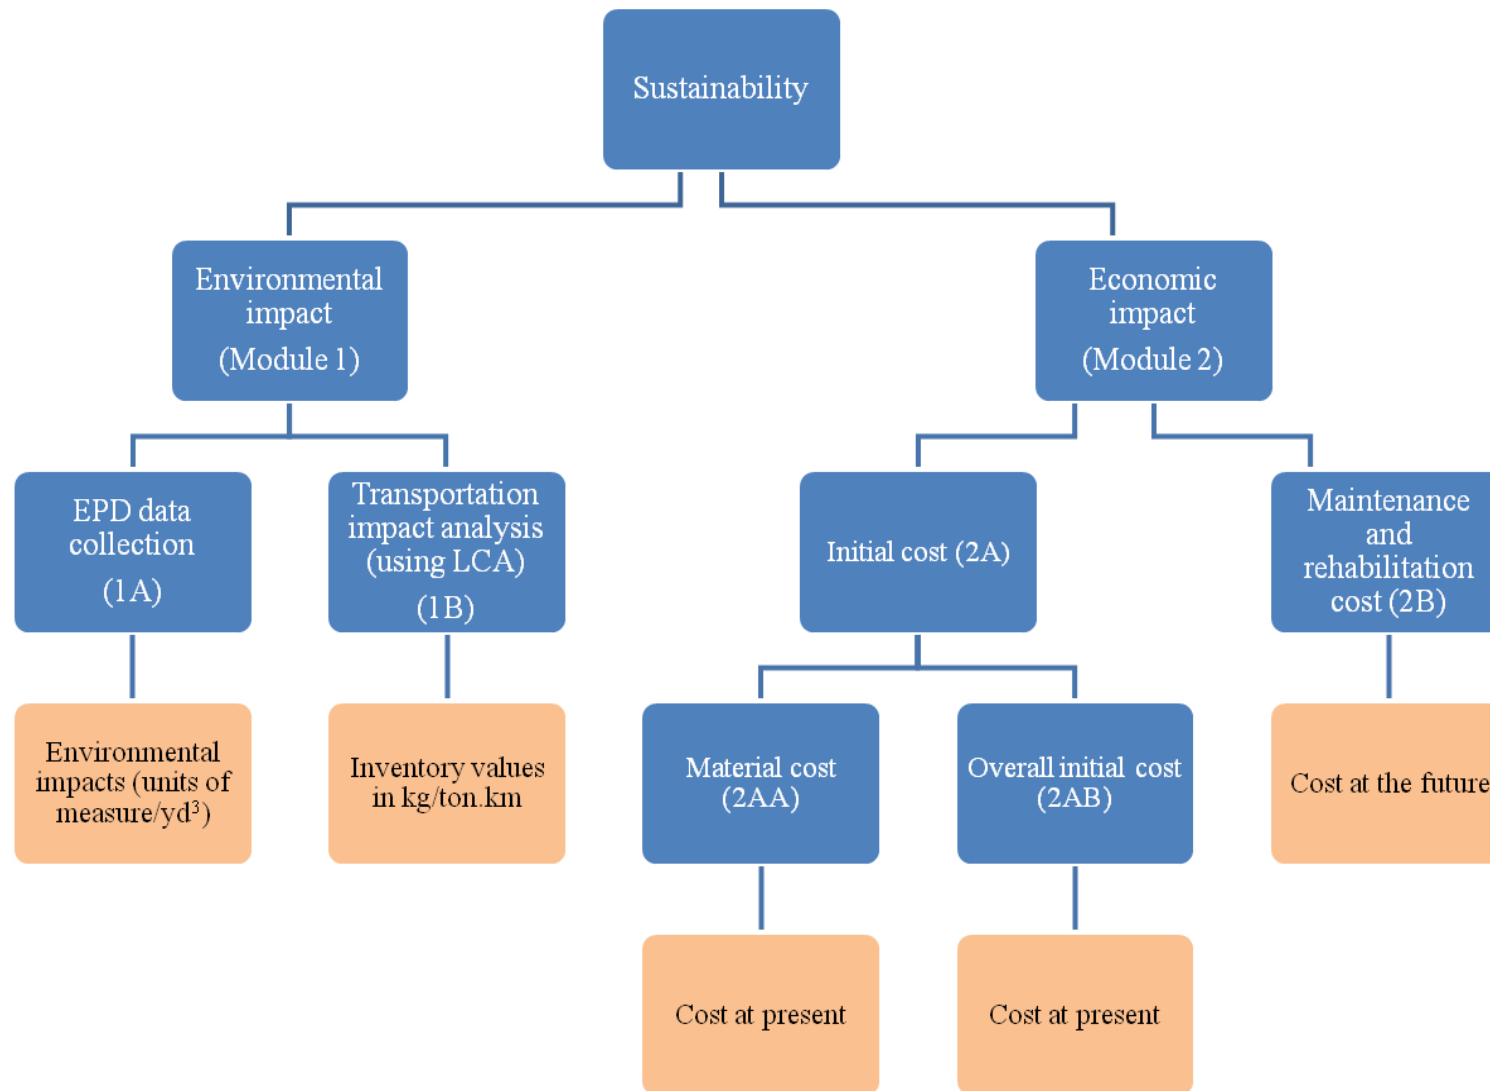 Sustainability
Environmental
impact
(Module 1)
Economic
impact
(Module 2)
EPD data
collection
(1A)
Transportation
impact analysis
(using LCA)
(1B)
Initial cost (2A)
Maintenance
and
rehabilitation
cost (2B)
Environmental
impacts (units of
measure/yd³)
Inventory values
in kg/ton.km
Material cost
(2AA)
Overall initial cost
(2AB)
Cost at the future
Cost at present
Cost at present